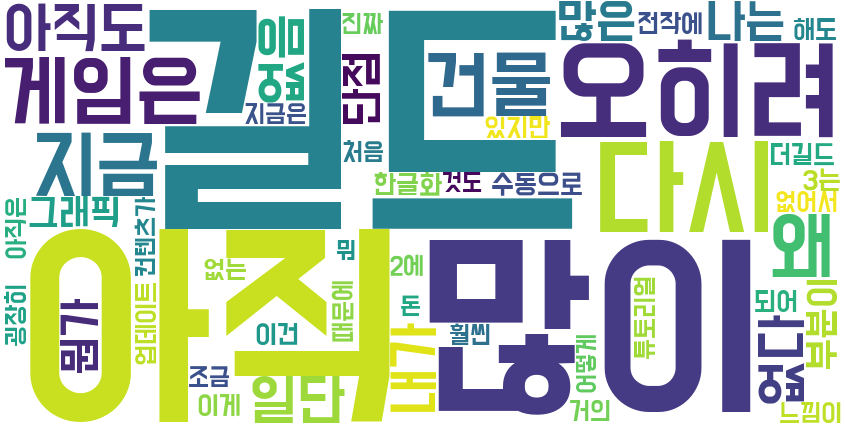 아직도
길드
없음
진짜
많은
전작에
나는
해도
게임은
단점
건물
오히려
지금은
있지만
지금
처음
다시
더길드
한글화
것도
수동으로
3는
없어서
그래픽
아직은
컨텐츠가
왜
아직
많이
없는
뭐
2에
굉장히
뭔가
업데이트
때문에
돈
튜토리얼
되어
이부분
이건
내가
훨씬
어떻게
없다
조금
이게
일단
거의
느낌이